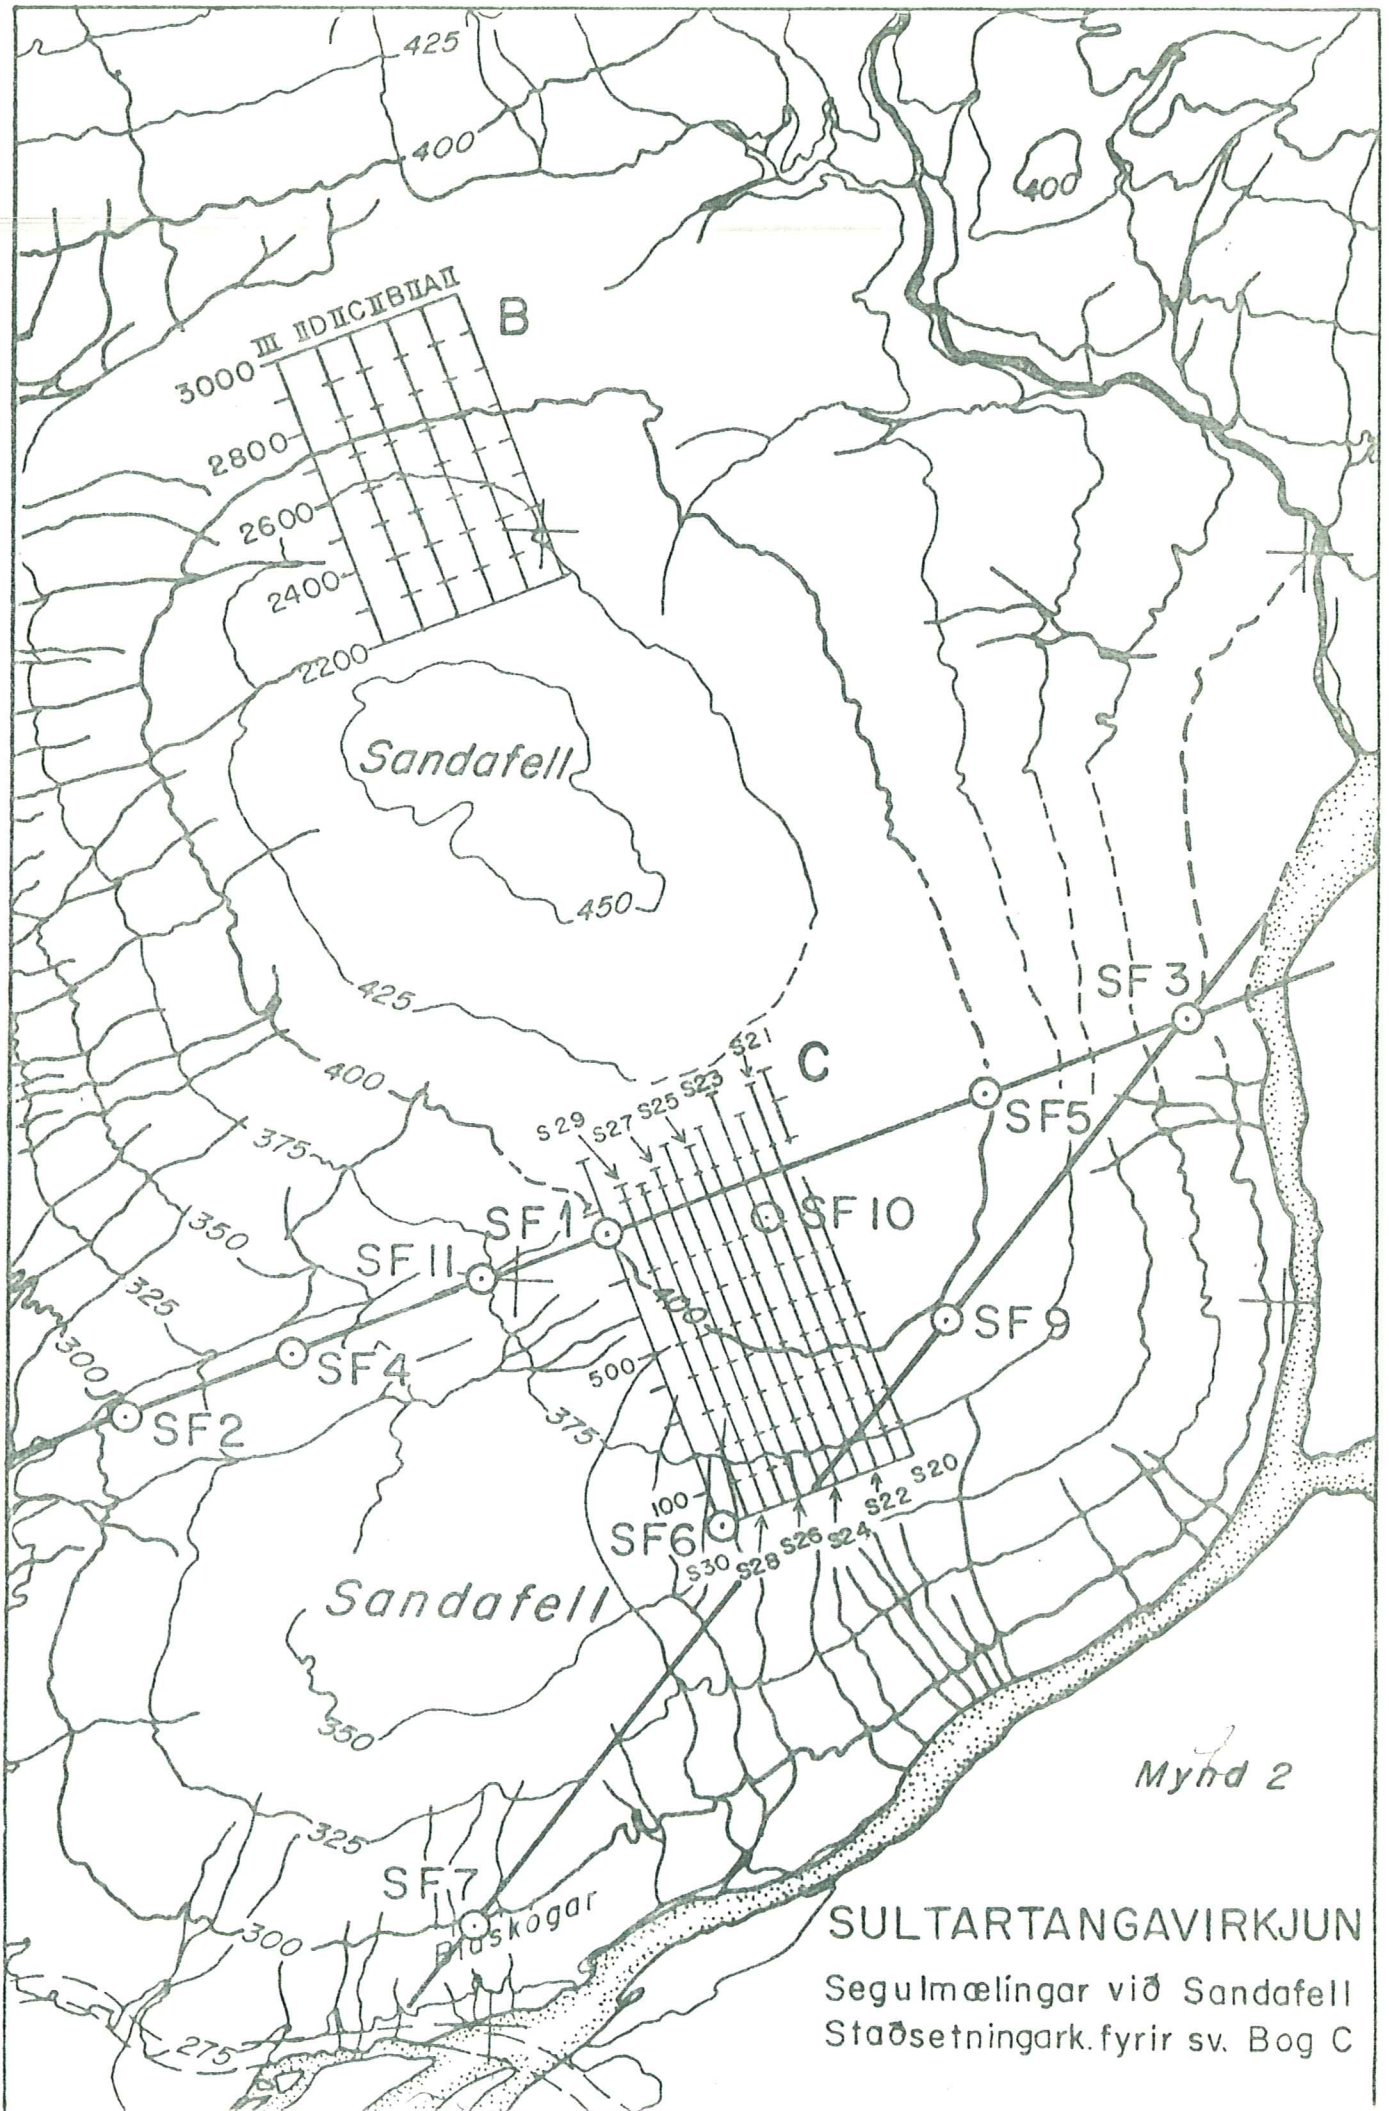 425
400
400
III IID IIC IIB IIA II
B
3000
2800
2600
2400
2200
Sandafell
450
425
SF 3
S21
C
400
S23
S25
S27
S29
SF5
375
350
SF1
SF10
SF11
325
400
SF9
300
SF4
500
SF2
375
S20
100
S22
SF6
S26
S24
S30
S28
Sandafell
350
Mynd 2
325
SF7
300
SULTARTANGAVIRKJUN
Segulmælingar við Sandafell
Staðsetningark. fyrir sv. B og C
275